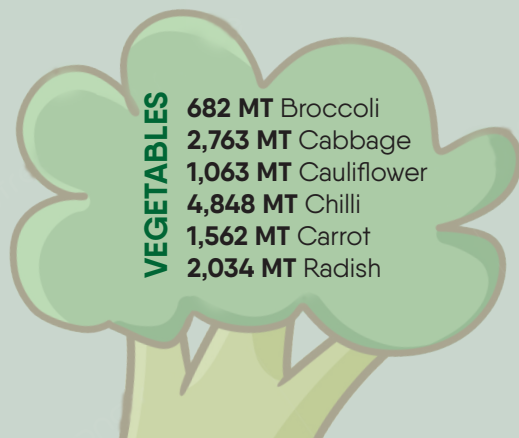 VEGETABLES
682 MT Broccoli
2,763 MT Cabbage
1,063 MT Cauliflower
4,848 MT Chilli
1,562 MT Carrot
2,034 MT Radish